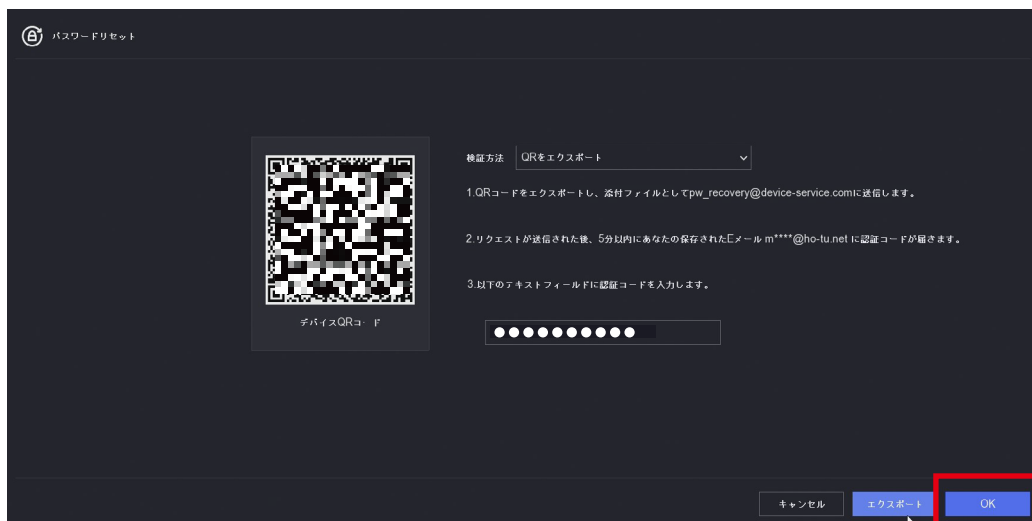 パスワードリセット
検証方法 QRをエクスポート
1.QRコードをエクスポートし、添付ファイルとしてpw_recovery@device-service.comに送信します。
2.リクエストが送信された後、5分以内にあなたの保存されたEメール m****@ho-tu.net に認証コードが届きます。
3.以下のテキストフィールドに認証コードを入力します。
デバイスQRコード
キャンセル エクスポート OK